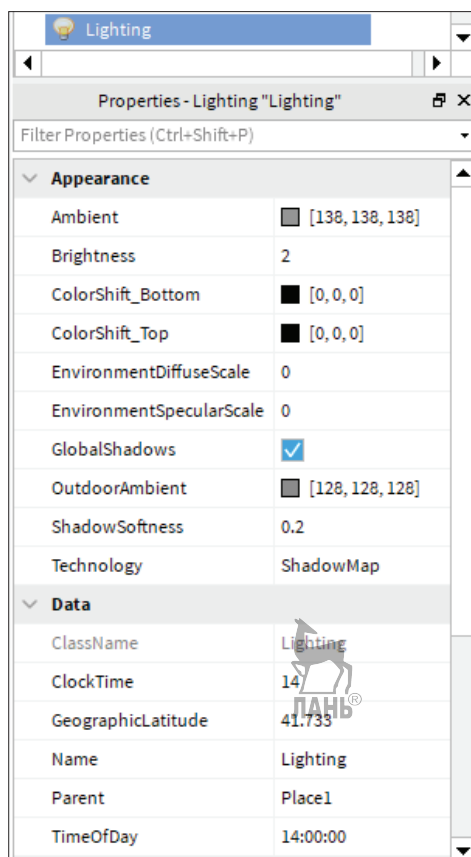 Lighting
Properties - Lighting "Lighting"
Filter Properties (Ctrl+Shift+P)
Appearance
Ambient [138, 138, 138]
Brightness 2
ColorShift_Bottom [0, 0, 0]
ColorShift_Top [0, 0, 0]
EnvironmentDiffuseScale 0
EnvironmentSpecularScale 0
GlobalShadows
OutdoorAmbient [128, 128, 128]
ShadowSoftness 0.2
Technology ShadowMap
Data
ClassName Lighting
ClockTime 14
ЛАНЬ®
GeographicLatitude 41.733
Name Lighting
Parent Place1
TimeOfDay 14:00:00